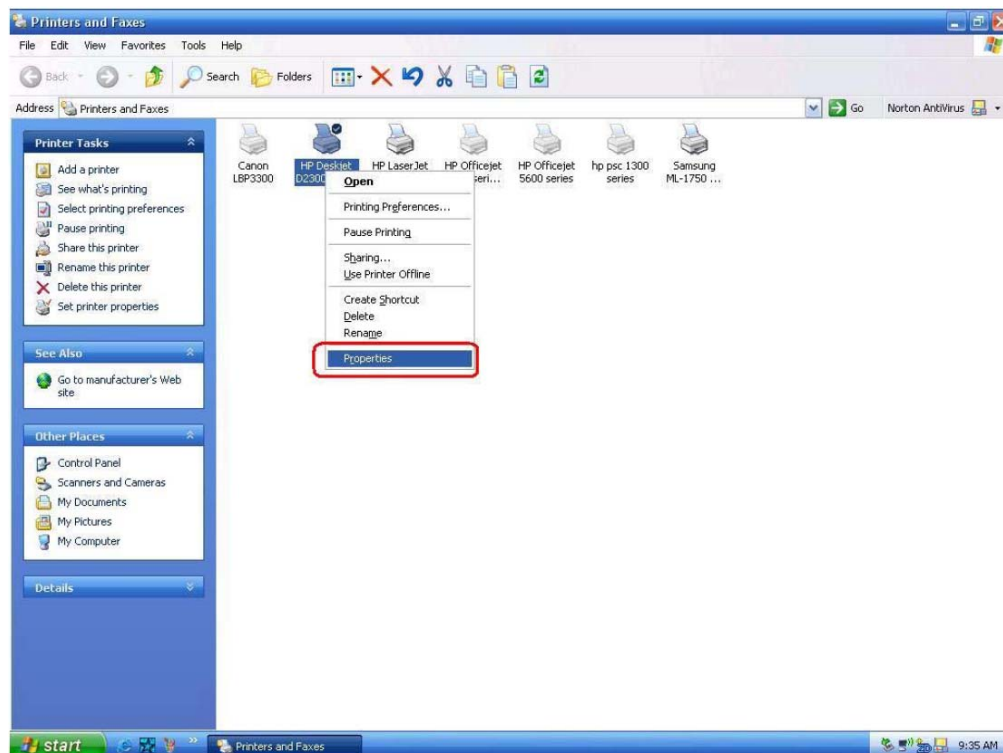 Printers and Faxes
File Edit View Favorites Tools Help
Back Search Folders
Address Printers and Faxes Go Norton AntiVirus
Printer Tasks
Add a printer
See what's printing
Select printing preferences
Pause printing
Share this printer
Rename this printer
Delete this printer
Set printer properties
See Also
Go to manufacturer's Web
site
Other Places
Control Panel
Scanners and Cameras
My Documents
My Pictures
My Computer
Details
Canon
LBP3300
HP Deskjet
D2300
HP LaserJet
HP Officejet
seri...
HP Officejet
5600 series
hp psc 1300
series
Samsung
ML-1750 ...
Open
Printing Preferences...
Pause Printing
Sharing...
Use Printer Offline
Create Shortcut
Delete
Rename
Properties
start Printers and Faxes 9:35 AM